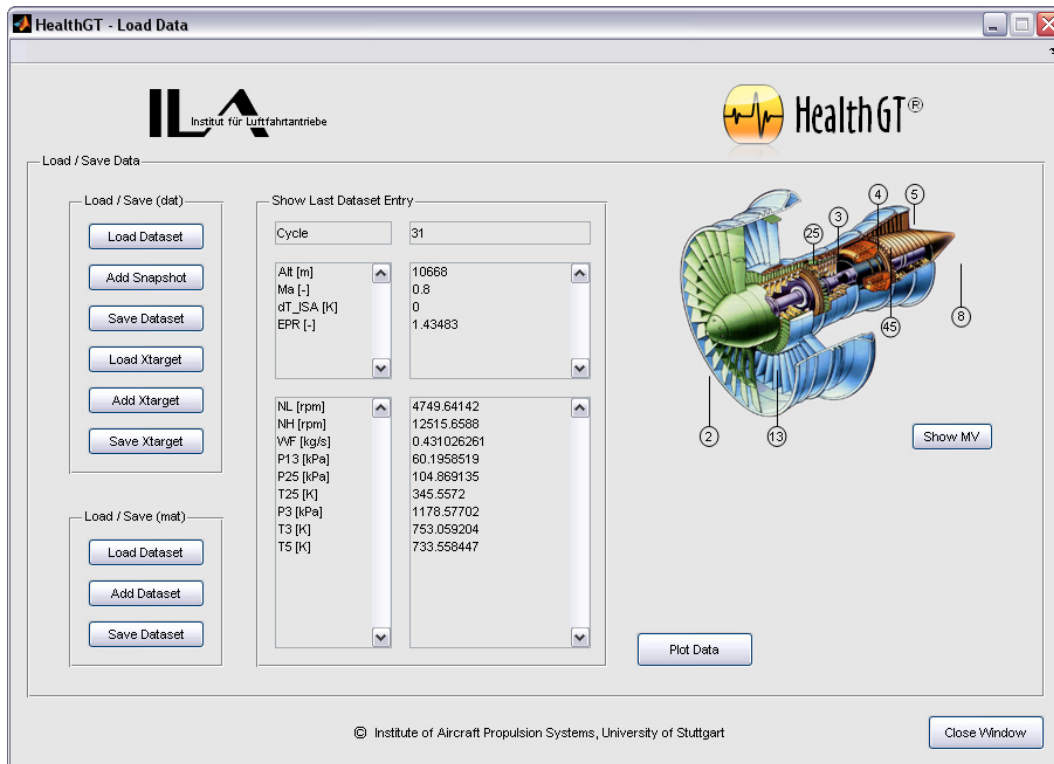 HealthGT - Load Data
ILA
Institut für Luftfahrtantriebe
HealthGT®
Load / Save Data
Load / Save (dat)
Load Dataset
Add Snapshot
Save Dataset
Load Xtarget
Add Xtarget
Save Xtarget
Load / Save (mat)
Load Dataset
Add Dataset
Save Dataset
Show Last Dataset Entry
Cycle 31
Alt [m] 10668
Ma [-] 0.8
dT_ISA [K] 0
EPR [-] 1.43483
NL [rpm] 4749.64142
NH [rpm] 12515.6588
WF [kg/s] 0.431026261
P13 [kPa] 60.1958519
P25 [kPa] 104.869135
T25 [K] 345.5572
P3 [kPa] 1178.57702
T3 [K] 753.059204
T5 [K] 733.558447
4
5
3
25
45
8
2
13
Show MV
Plot Data
© Institute of Aircraft Propulsion Systems, University of Stuttgart
Close Window